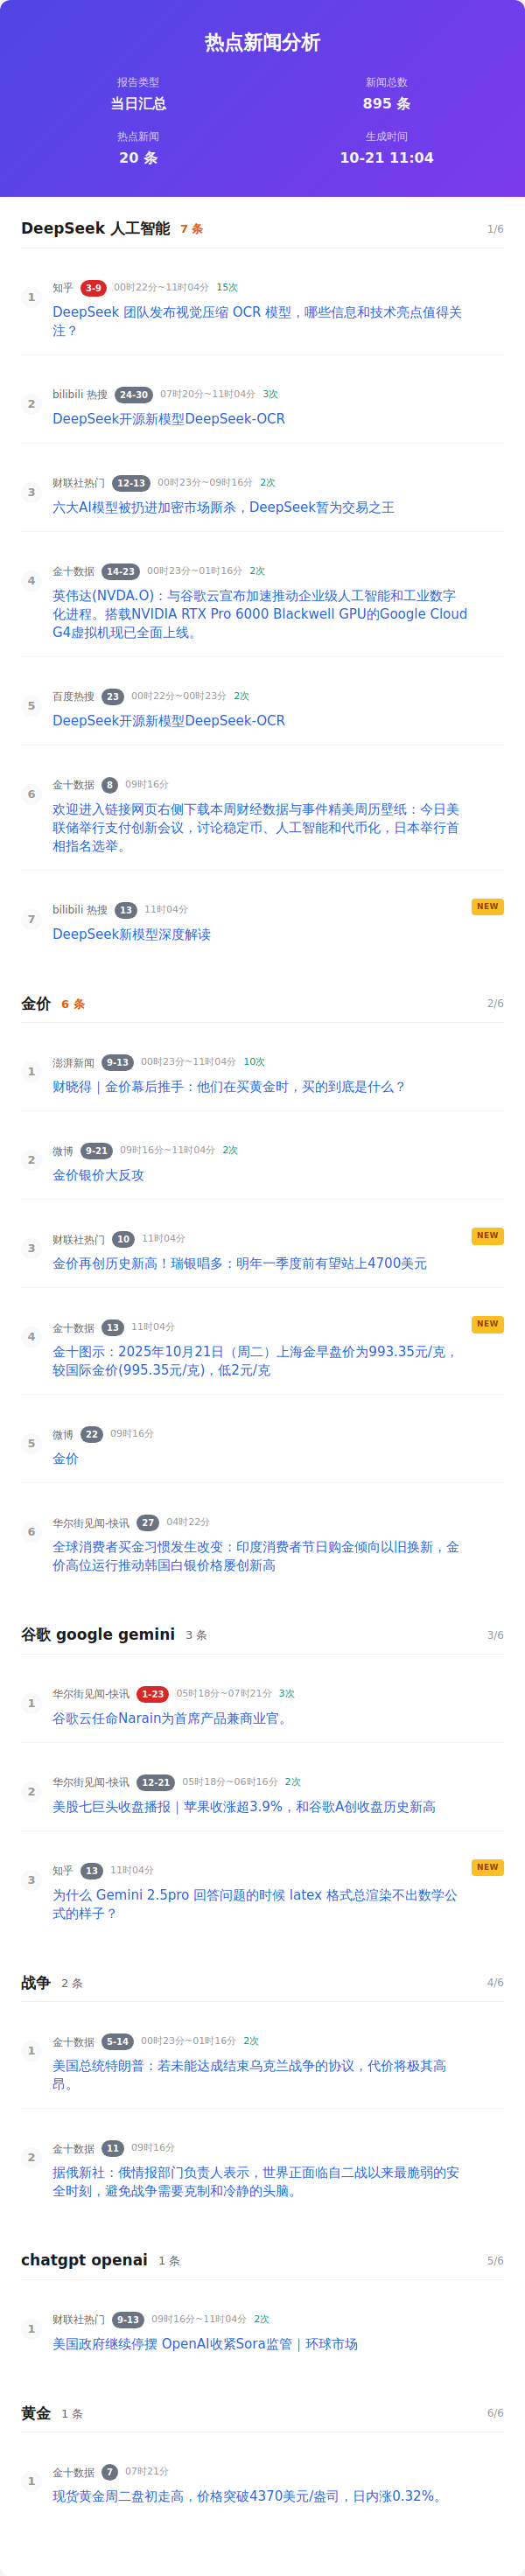 热点新闻分析
报告类型
新闻总数
当日汇总
895 条
热点新闻
生成时间
20 条
10-21 11:04
DeepSeek 人工智能 7 条 1/6
1
知乎 3-9 00时22分~11时04分 15次
DeepSeek 团队发布视觉压缩 OCR 模型，哪些信息和技术亮点值得关
注？
2
bilibili 热搜 24-30 07时20分~11时04分 3次
DeepSeek开源新模型DeepSeek-OCR
3
财联社热门 12-13 00时23分~09时16分 2次
六大AI模型被扔进加密市场厮杀，DeepSeek暂为交易之王
4
金十数据 14-23 00时23分~01时16分 2次
英伟达(NVDA.O)：与谷歌云宣布加速推动企业级人工智能和工业数字
化进程。搭载NVIDIA RTX Pro 6000 Blackwell GPU的Google Cloud
G4虚拟机现已全面上线。
5
百度热搜 23 00时22分~00时23分 2次
DeepSeek开源新模型DeepSeek-OCR
6
金十数据 8 09时16分
欢迎进入链接网页右侧下载本周财经数据与事件精美周历壁纸：今日美
联储举行支付创新会议，讨论稳定币、人工智能和代币化，日本举行首
相指名选举。
7
bilibili 热搜 13 11时04分 NEW
DeepSeek新模型深度解读
金价 6 条 2/6
1
澎湃新闻 9-13 00时23分~11时04分 10次
财晓得｜金价幕后推手：他们在买黄金时，买的到底是什么？
2
微博 9-21 09时16分~11时04分 2次
金价银价大反攻
3
财联社热门 10 11时04分 NEW
金价再创历史新高！瑞银唱多：明年一季度前有望站上4700美元
4
金十数据 13 11时04分 NEW
金十图示：2025年10月21日（周二）上海金早盘价为993.35元/克，
较国际金价(995.35元/克)，低2元/克
5
微博 22 09时16分
金价
6
华尔街见闻-快讯 27 04时22分
全球消费者买金习惯发生改变：印度消费者节日购金倾向以旧换新，金
价高位运行推动韩国白银价格屡创新高
谷歌 google gemini 3 条 3/6
1
华尔街见闻-快讯 1-23 05时18分~07时21分 3次
谷歌云任命Narain为首席产品兼商业官。
2
华尔街见闻-快讯 12-21 05时18分~06时16分 2次
美股七巨头收盘播报｜苹果收涨超3.9%，和谷歌A创收盘历史新高
3
知乎 13 11时04分 NEW
为什么 Gemini 2.5pro 回答问题的时候 latex 格式总渲染不出数学公
式的样子？
战争 2 条 4/6
1
金十数据 5-14 00时23分~01时16分 2次
美国总统特朗普：若未能达成结束乌克兰战争的协议，代价将极其高
昂。
2
金十数据 11 09时16分
据俄新社：俄情报部门负责人表示，世界正面临自二战以来最脆弱的安
全时刻，避免战争需要克制和冷静的头脑。
chatgpt openai 1 条 5/6
1
财联社热门 9-13 09时16分~11时04分 2次
美国政府继续停摆 OpenAI收紧Sora监管｜环球市场
黄金 1 条 6/6
1
金十数据 7 07时21分
现货黄金周二盘初走高，价格突破4370美元/盎司，日内涨0.32%。